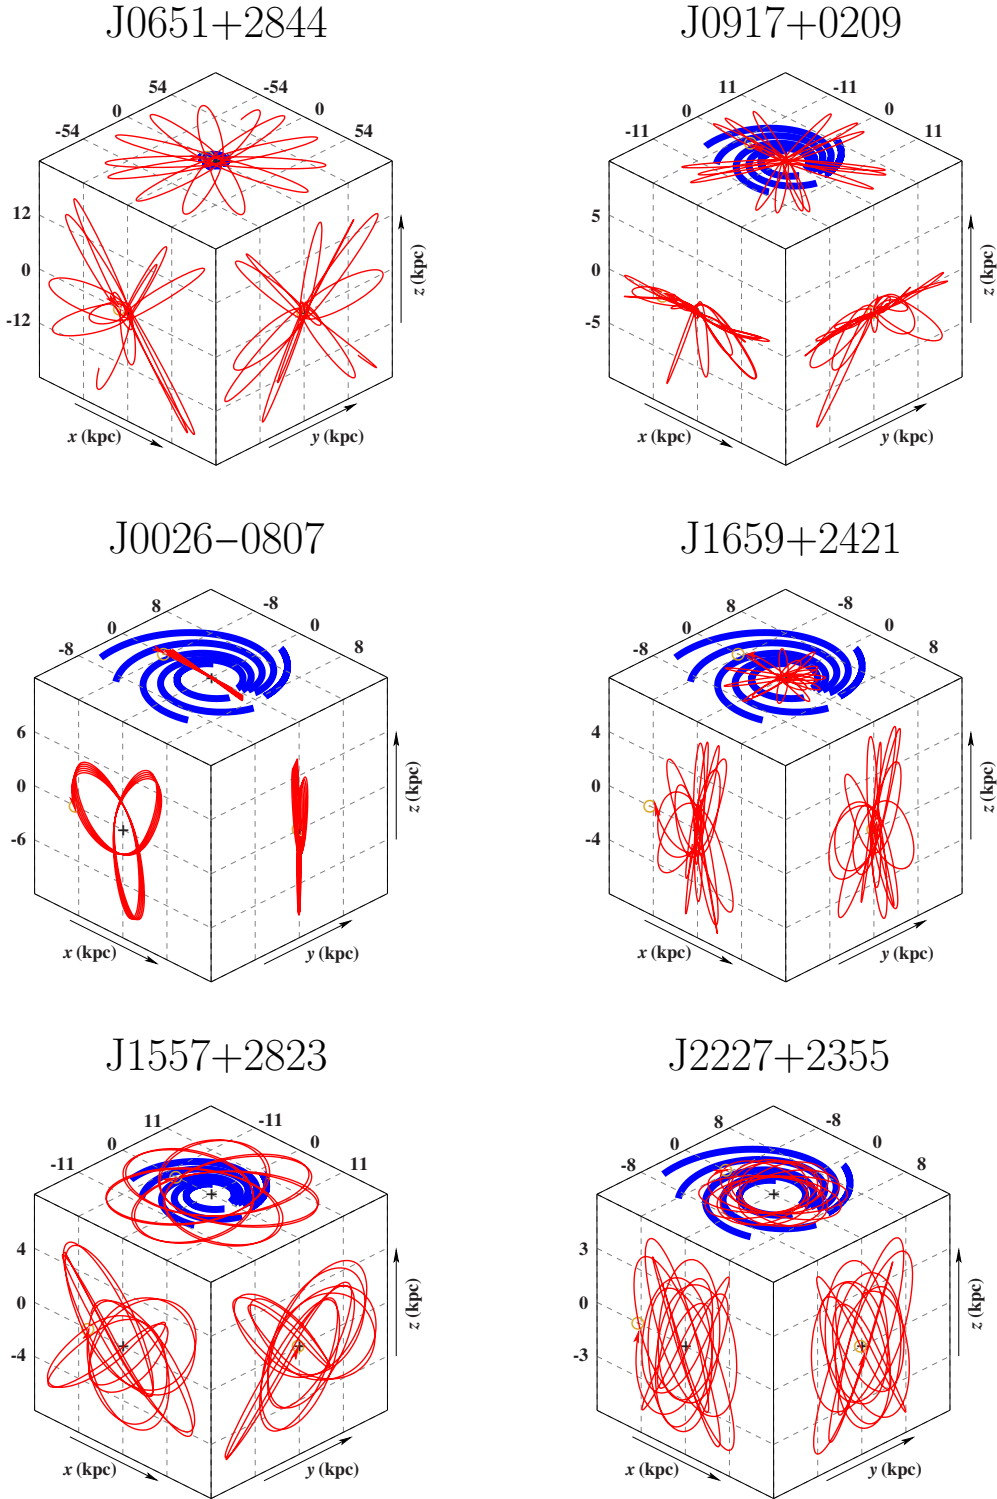 J0651+2844
54
-54
0
0
-54
54
12
0
-12
x (kpc)
y (kpc)
z (kpc)
J0917+0209
11
-11
0
0
-11
11
5
0
-5
x (kpc)
y (kpc)
z (kpc)
J0026−0807
8
-8
0
0
-8
8
6
0
-6
x (kpc)
y (kpc)
z (kpc)
J1659+2421
8
-8
0
0
-8
8
4
0
-4
x (kpc)
y (kpc)
z (kpc)
J1557+2823
11
-11
0
0
-11
11
4
0
-4
x (kpc)
y (kpc)
z (kpc)
J2227+2355
8
-8
0
0
-8
8
3
0
-3
x (kpc)
y (kpc)
z (kpc)